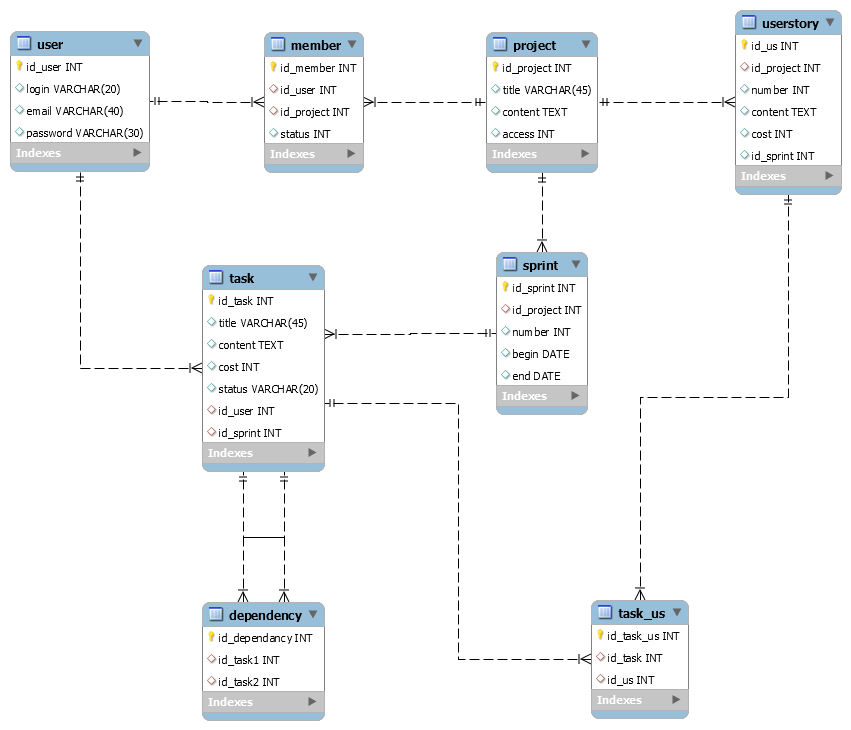 user
id_user INT
login VARCHAR(20)
email VARCHAR(40)
password VARCHAR(30)
Indexes
member
id_member INT
id_user INT
id_project INT
status INT
Indexes
project
id_project INT
title VARCHAR(45)
content TEXT
access INT
Indexes
userstory
id_us INT
id_project INT
number INT
content TEXT
cost INT
id_sprint INT
Indexes
task
id_task INT
title VARCHAR(45)
content TEXT
cost INT
status VARCHAR(20)
id_user INT
id_sprint INT
Indexes
sprint
id_sprint INT
id_project INT
number INT
begin DATE
end DATE
Indexes
dependency
id_dependancy INT
id_task1 INT
id_task2 INT
Indexes
task_us
id_task_us INT
id_task INT
id_us INT
Indexes